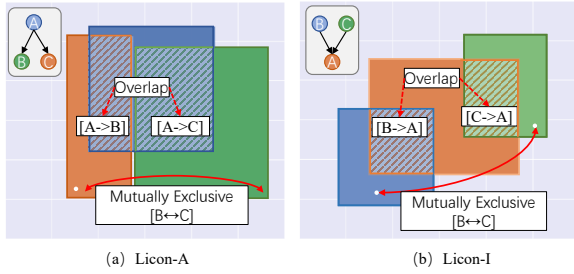 A
B
C
Overlap
[A->B]
[A->C]
Mutually Exclusive
[B↔C]
(a) Licon-A
B
C
A
Overlap
[B->A]
[C->A]
Mutually Exclusive
[B↔C]
(b) Licon-I